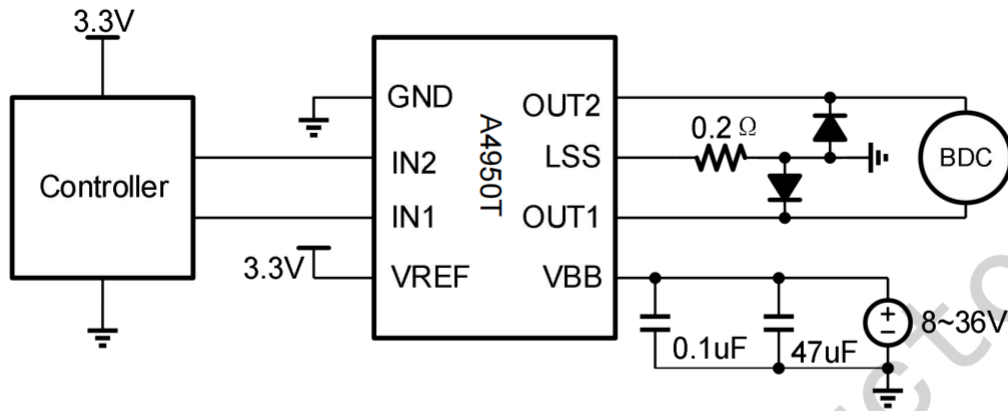 3.3V
Controller
3.3V
A4950T
GND
IN2
IN1
VREF
OUT2
LSS
OUT1
VBB
0.2 Ω
BDC
0.1uF
47uF
+
−
8~36V